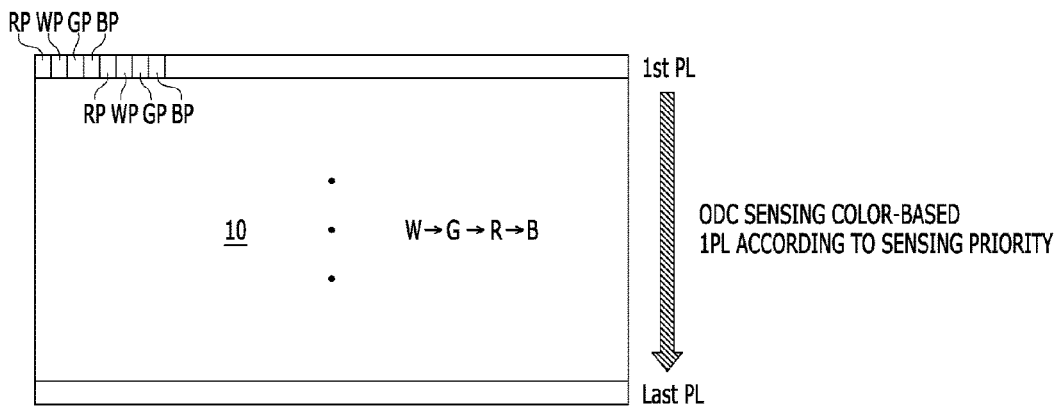 RP WP GP BP
1st PL
RP WP GP BP
10
W→G→R→B
ODC SENSING COLOR-BASED
1PL ACCORDING TO SENSING PRIORITY
Last PL